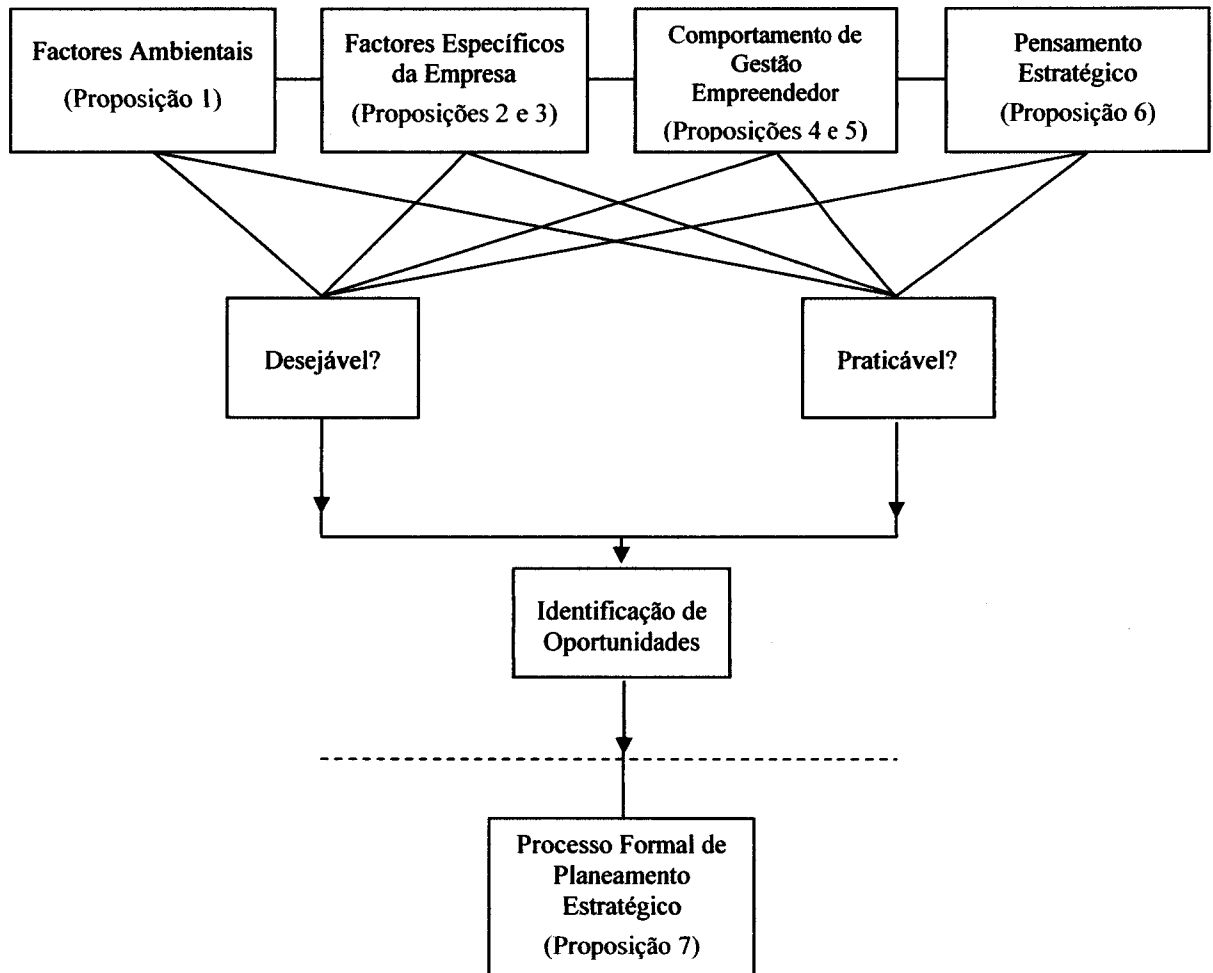 Factores Ambientais
(Proposição 1)
Factores Específicos
da Empresa
(Proposições 2 e 3)
Comportamento de
Gestão
Empreendedor
(Proposições 4 e 5)
Pensamento
Estratégico
(Proposição 6)
Desejável?
Praticável?
Identificação de
Oportunidades
Processo Formal de
Planeamento
Estratégico
(Proposição 7)